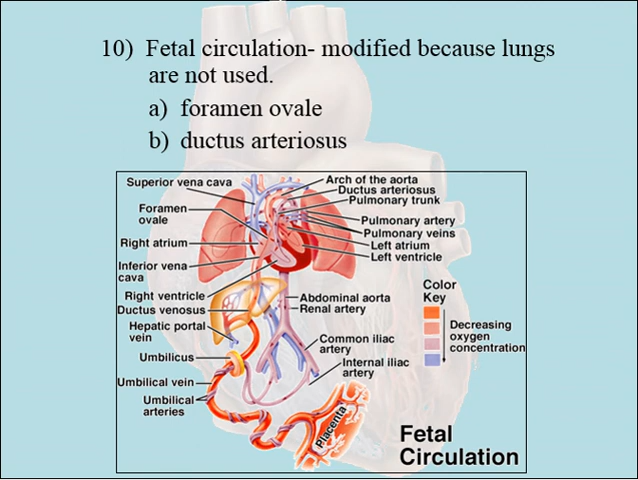 10) Fetal circulation- modified because lungs
are not used.
a) foramen ovale
b) ductus arteriosus
Superior vena cava
Arch of the aorta
Ductus arteriosus
Pulmonary trunk
Foramen
ovale
Pulmonary artery
Pulmonary veins
Right atrium
Left atrium
Left ventricle
Inferior vena
cava
Right ventricle
Ductus venosus
Hepatic portal
vein
Abdominal aorta
Renal artery
Umbilicus
Common iliac
artery
Internal iliac
artery
Umbilical vein
Umbilical
arteries
Color
Key
Decreasing
oxygen
concentration
Placenta
Fetal
Circulation